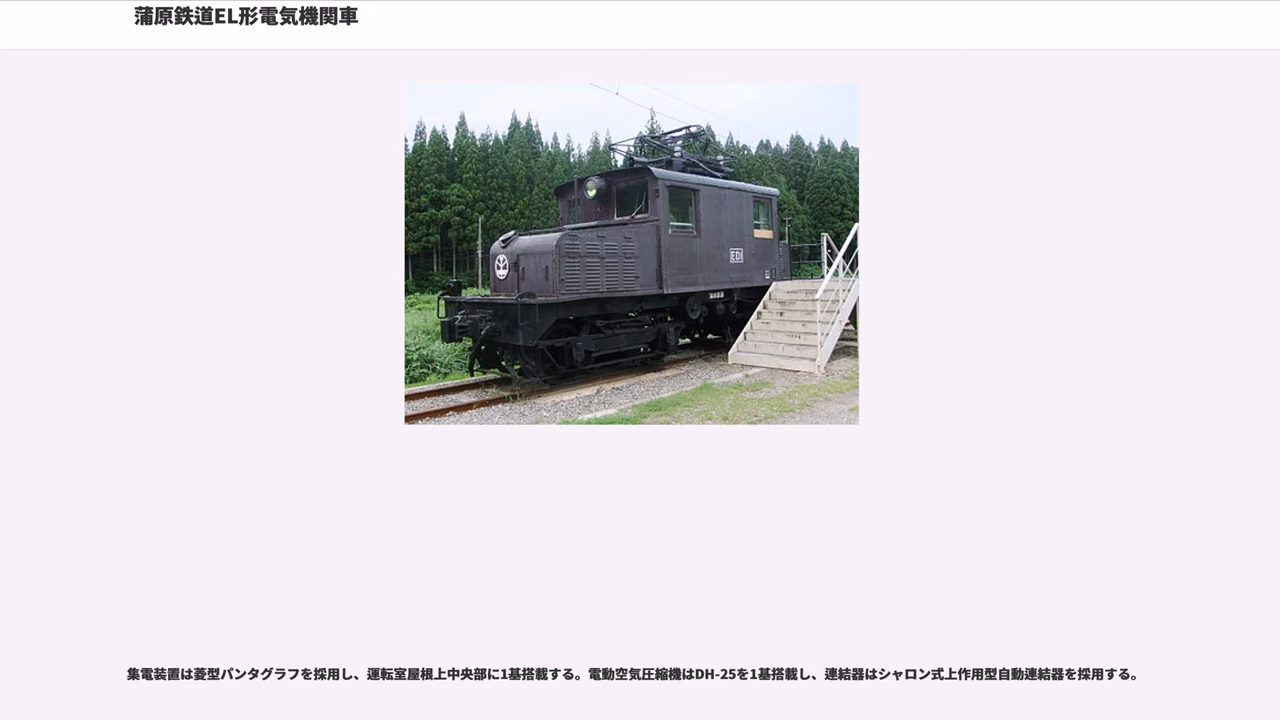 蒲原鉄道EL形電気機関車
ED1
集電装置は菱型パンタグラフを採用し、運転室屋根上中央部に1基搭載する。電動空気圧縮機はDH-25を1基搭載し、連結器はシャロン式上作用型自動連結器を採用する。